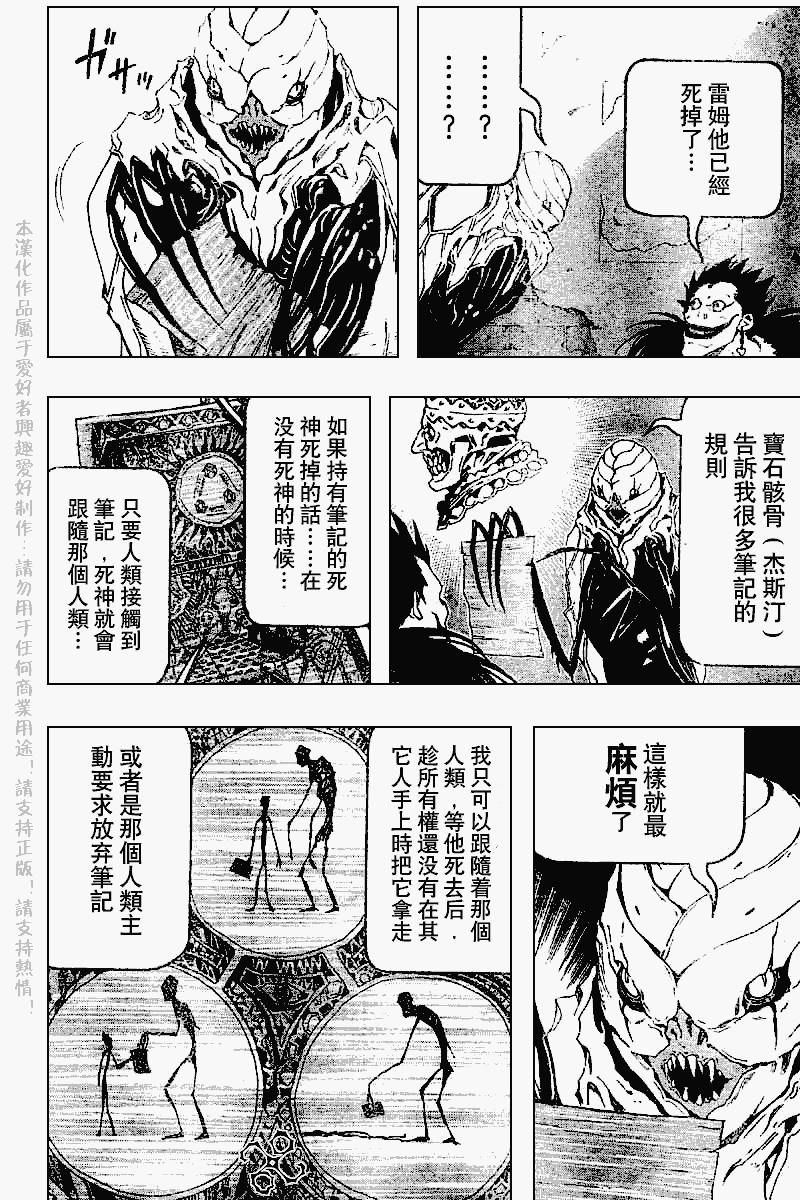 雷姆他已經
死掉了…
……？
……？
ガサッ
ガサッ
寶石骸骨(杰斯汀)
告訴我很多筆記的
規則
如果持有筆記的死
神死掉的話……在
没有死神的時候…
只要人類接觸到
筆記,死神就會
跟隨那個人類…
這樣就最
麻煩了
我只可以跟隨着那個
人類,等他死去后.
趁所有權還没有在其
它人手上時把它拿走
或者是那個人類主
動要求放弃筆記
本漢化作品屬于愛好者興趣愛好制作…請勿用于任何商業用途！請支持正版！請支持熱情！